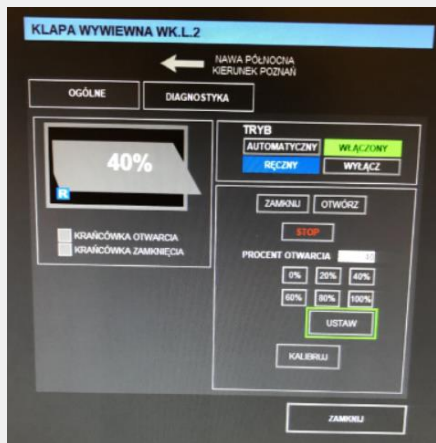 KLAPA WYWIEWNA WK.L.2
NAWA PÓŁNOCNA
KIERUNEK POZNAŃ
OGÓLNE
DIAGNOSTYKA
40%
R
KRAŃCÓWKA OTWARCIA
KRAŃCÓWKA ZAMKNIĘCIA
TRYB
AUTOMATYCZNY WŁĄCZONY
RĘCZNY WYŁĄCZ
ZAMKNIJ OTWÓRZ
STOP
PROCENT OTWARCIA
0% 20% 40%
60% 80% 100%
USTAW
KALIBRUJ
ZAMKNIJ